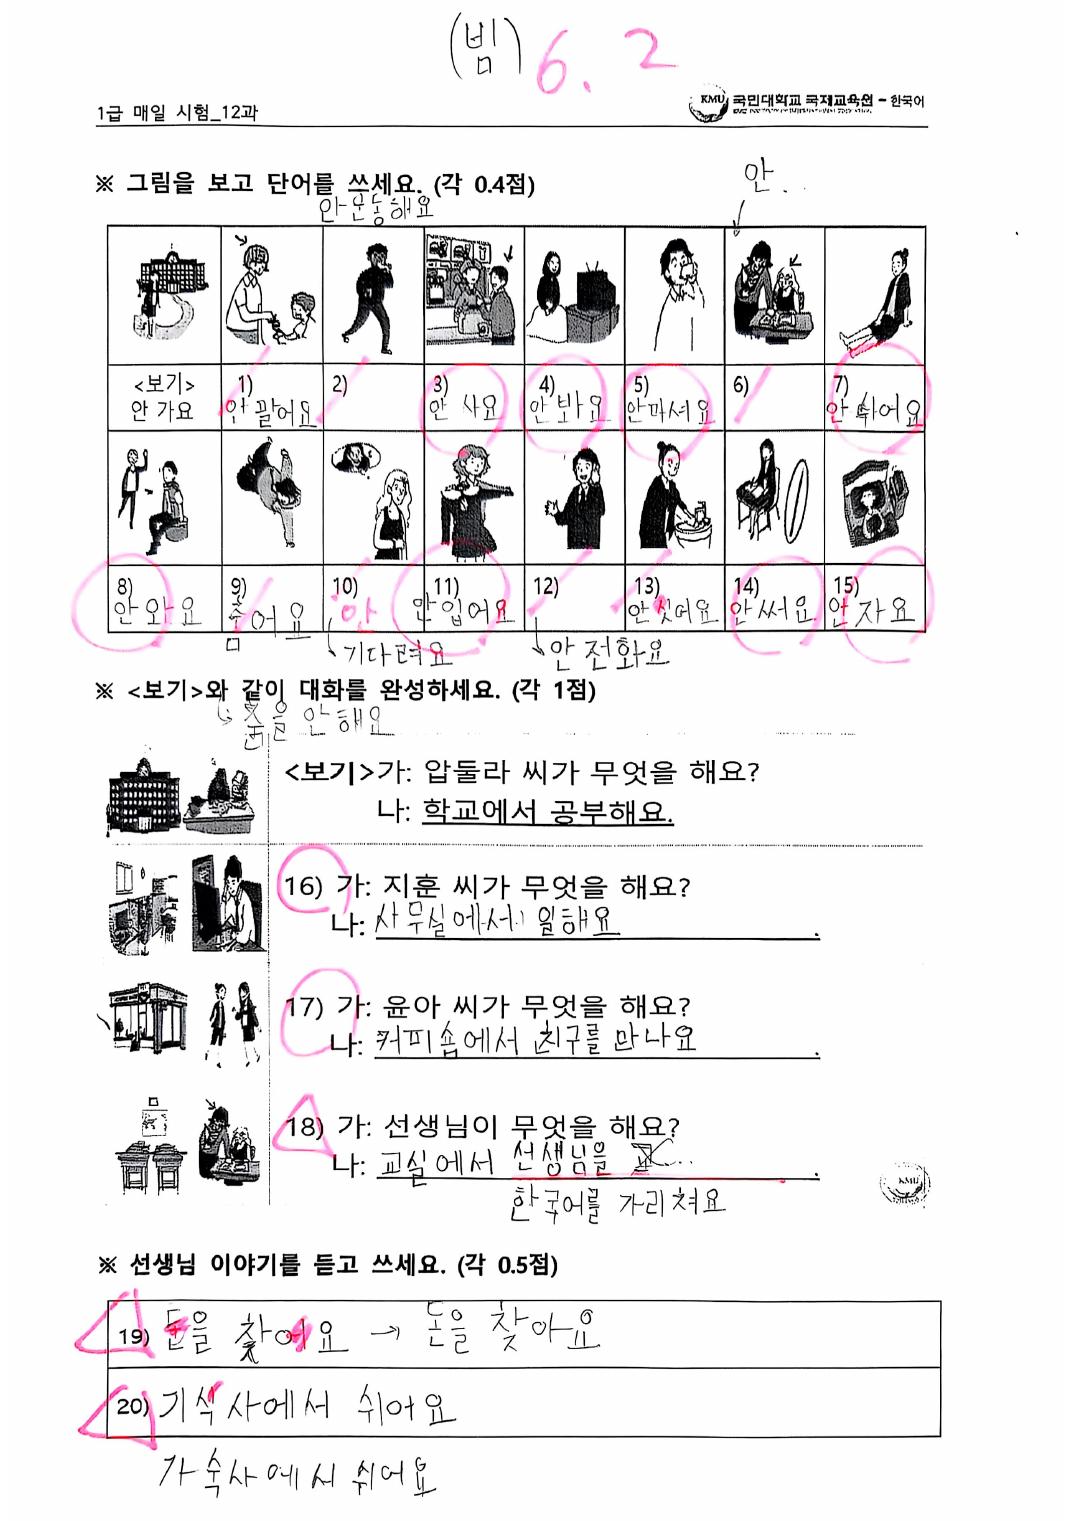 (빔) 6.2
1급 매일 시험_12과
KMU 국민대학교 국제교육원 - 한국어
※ 그림을 보고 단어를 쓰세요. (각 0.4점)
안..
안 운동해요
<보기> 1) 2) 3) 4) 5) 6) 7)
안 가요 안 팔어요 안 사요 안 봐요 안마셔요 안 쉬어요
8) 9) 10) 11) 12) 13) 14) 15)
안 와요 춤어요 안 안입어요 안씻어요 안써요 안 자요
기다려요 안 전화요
※ <보기>와 같이 대화를 완성하세요. (각 1점)
춤을 안해요
<보기>가: 압둘라 씨가 무엇을 해요?
나: 학교에서 공부해요.
16) 가: 지훈 씨가 무엇을 해요?
나: 사무실에서 일해요.
17) 가: 윤아 씨가 무엇을 해요?
나: 커피숍에서 친구를 만나요.
18) 가: 선생님이 무엇을 해요?
나: 교실에서 선생님을 .
KMU
한국어를 가리쳐요
※ 선생님 이야기를 듣고 쓰세요. (각 0.5점)
19) 돈을 찾어요 → 돈을 찾아요
20) 기식사에서 쉬어요
가숙사에서 쉬어요